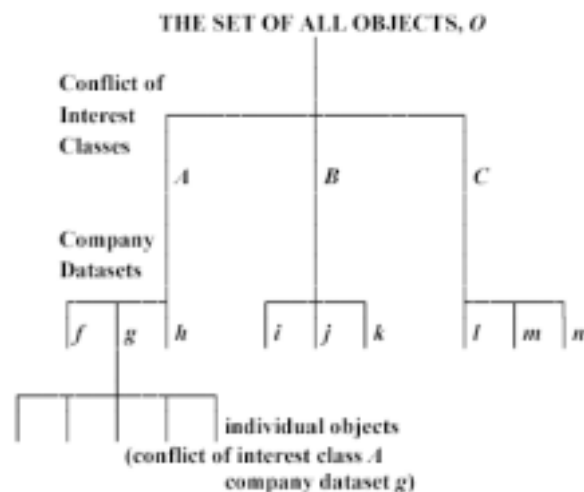 THE SET OF ALL OBJECTS, O
Conflict of
Interest
Classes
A B C
Company
Datasets
f g h i j k l m n
individual objects
(conflict of interest class A
company dataset g)